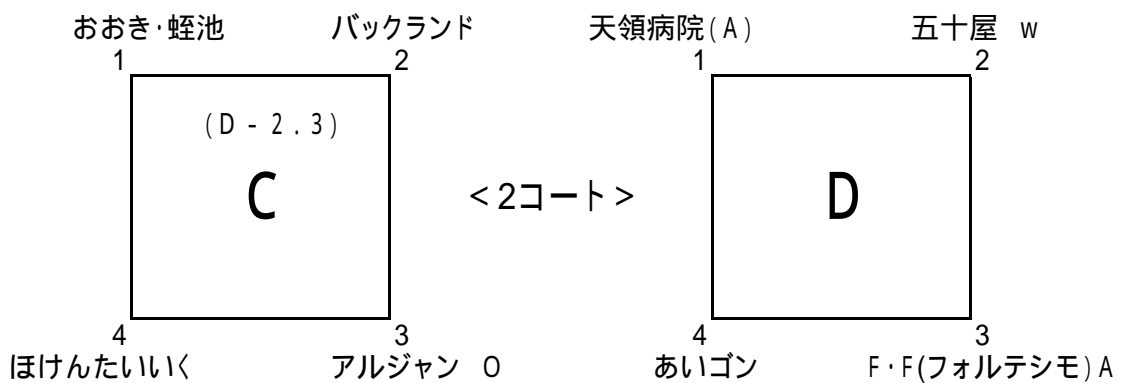 おおき・蛭池 バックランド 天領病院(A) 五十屋 w
1 2 1 2
(D-2.3)
C <2コート> D
4 3 4 3
ほけんたいいく アルジャン O あいゴン F・F(フォルテシモ)A